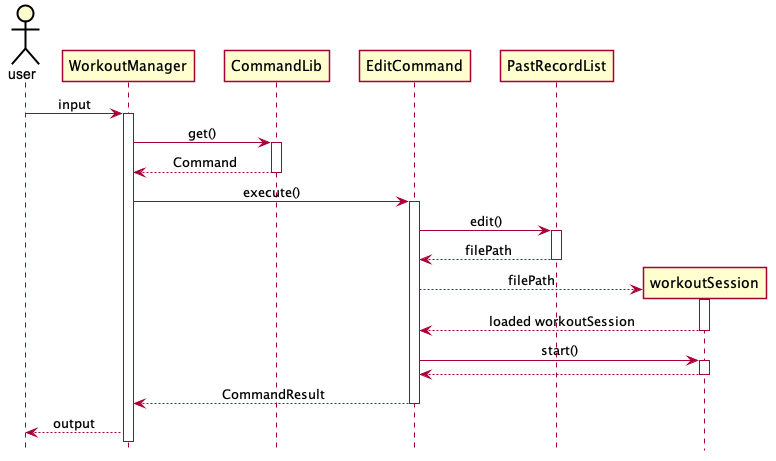 user
WorkoutManager
CommandLib
EditCommand
PastRecordList
input
get()
Command
execute()
edit()
filePath
filePath
workoutSession
loaded workoutSession
start()
CommandResult
output